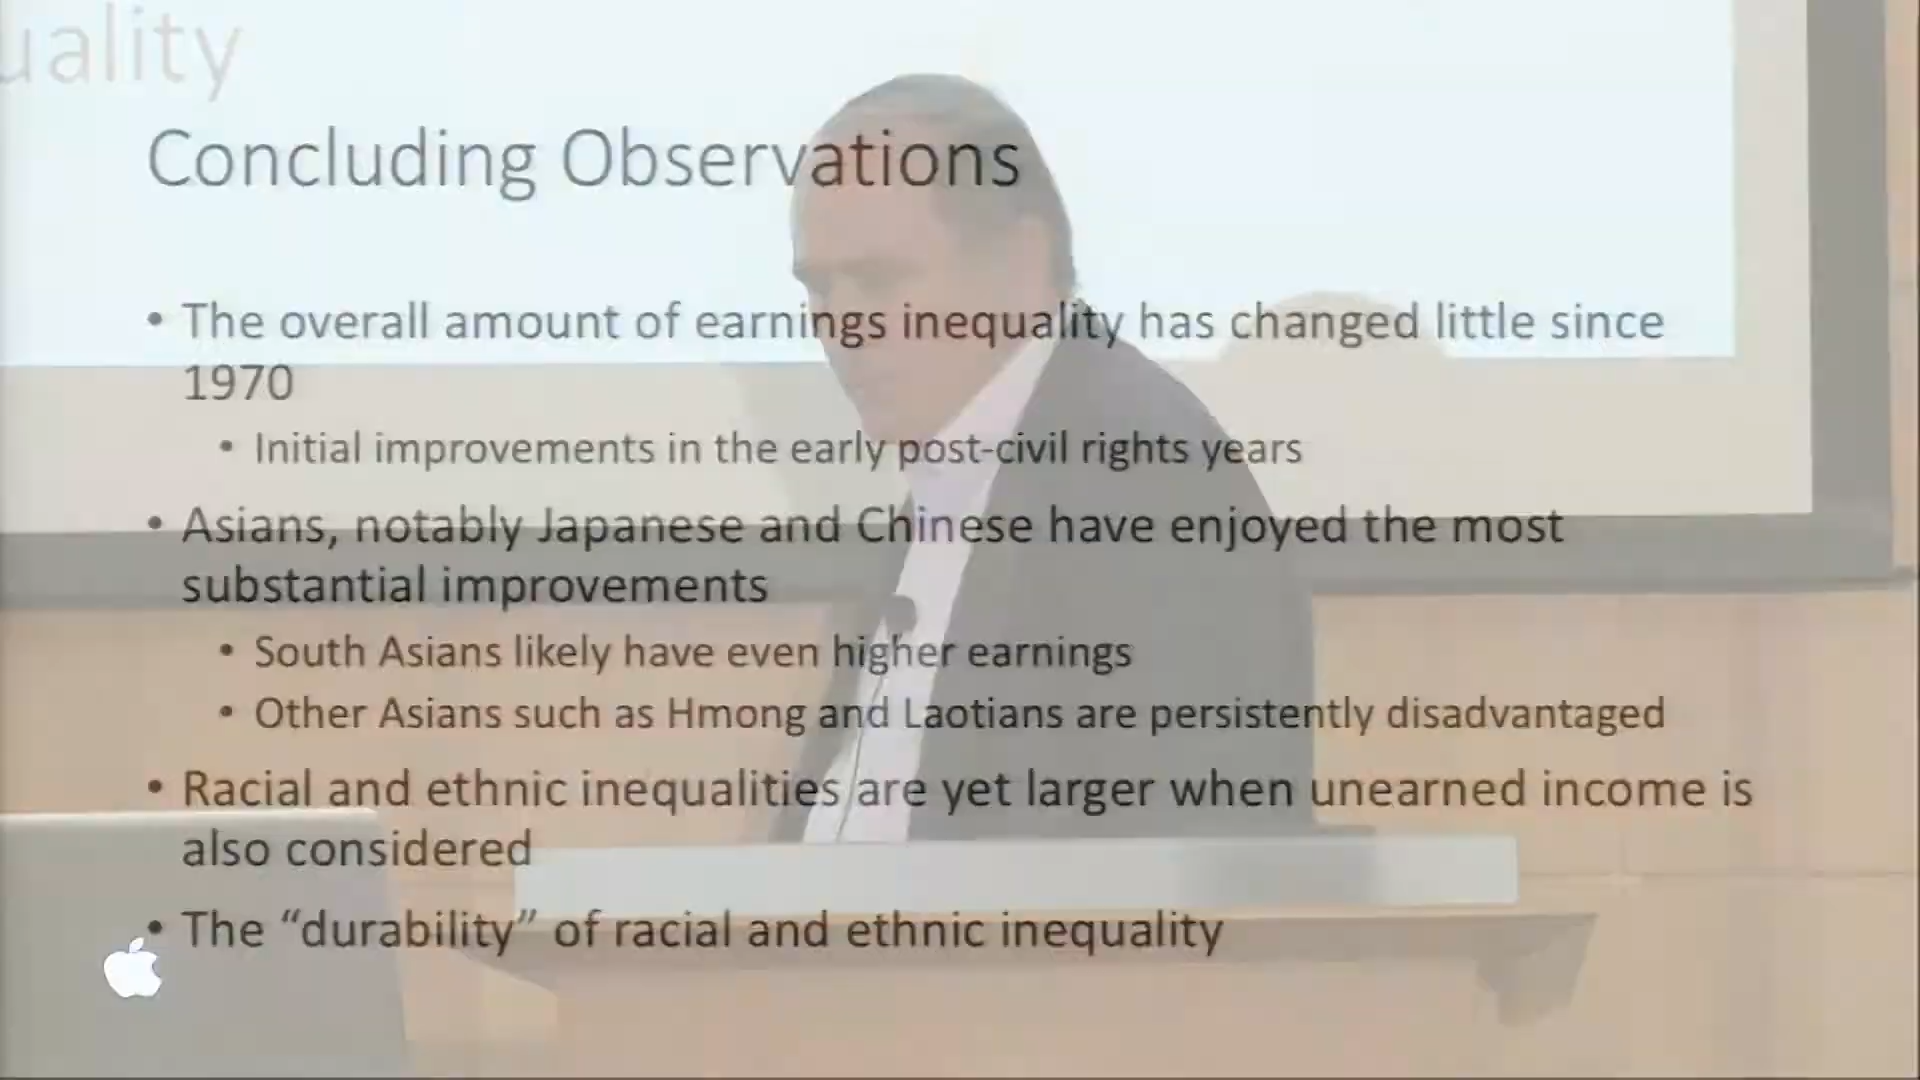 uality
Concluding Observations
• The overall amount of earnings inequality has changed little since
1970
• Initial improvements in the early post-civil rights years
• Asians, notably Japanese and Chinese have enjoyed the most
substantial improvements
• South Asians likely have even higher earnings
• Other Asians such as Hmong and Laotians are persistently disadvantaged
• Racial and ethnic inequalities are yet larger when unearned income is
also considered
• The “durability” of racial and ethnic inequality